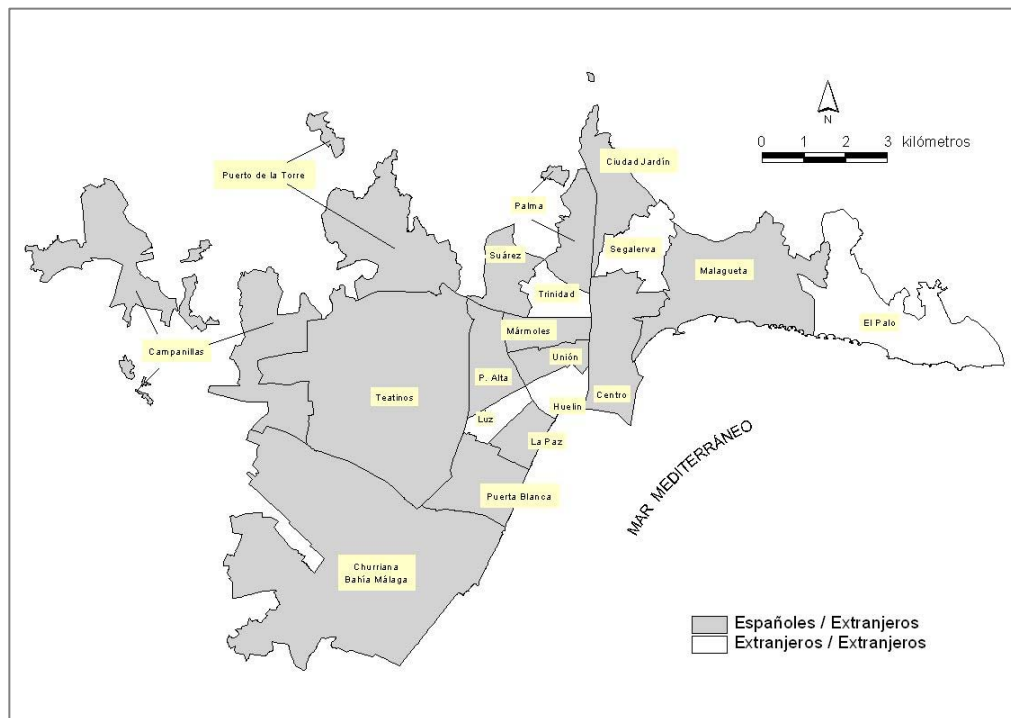 N
0 1 2 3 kilómetros
Ciudad Jardín
Puerto de la Torre
Palma
Segalerva
Suárez
Malagueta
Trinidad
El Palo
Mármoles
Campanillas
Unión
P. Alta
Teatinos
Centro
Huelin
Luz
La Paz
Puerta Blanca
MAR MEDITERRÁNEO
Churriana
Bahía Málaga
Españoles / Extranjeros
Extranjeros / Extranjeros